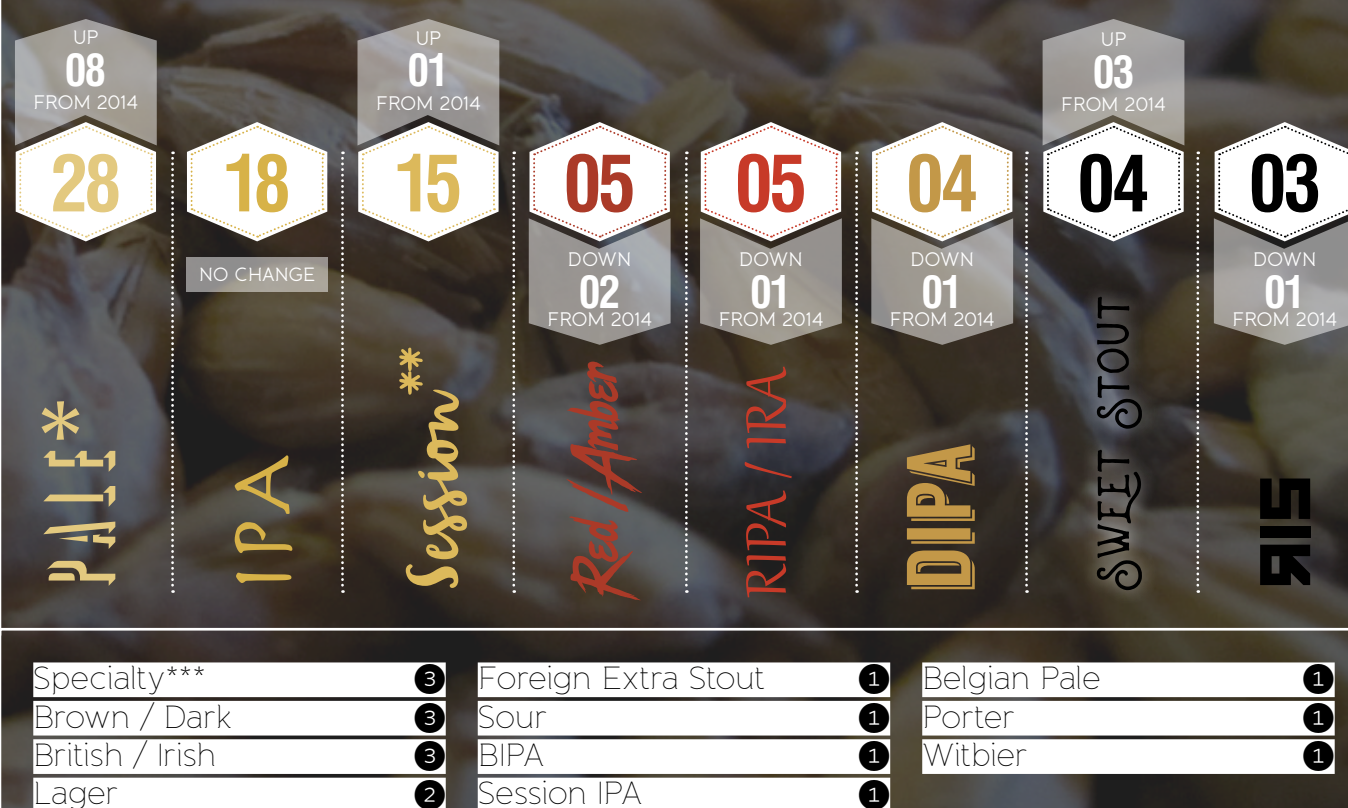 UP
08
FROM 2014
28
PALE*
18
NO CHANGE
IPA
UP
01
FROM 2014
15
Session**
05
DOWN
02
FROM 2014
Red / Amber
05
DOWN
01
FROM 2014
RIPA / IRA
04
DOWN
01
FROM 2014
DIPA
UP
03
FROM 2014
04
SWEET STOUT
03
DOWN
01
FROM 2014
RIS
Specialty*** 3
Brown / Dark 3
British / Irish 3
Lager 2
Foreign Extra Stout 1
Sour 1
BIPA 1
Session IPA 1
Belgian Pale 1
Porter 1
Witbier 1